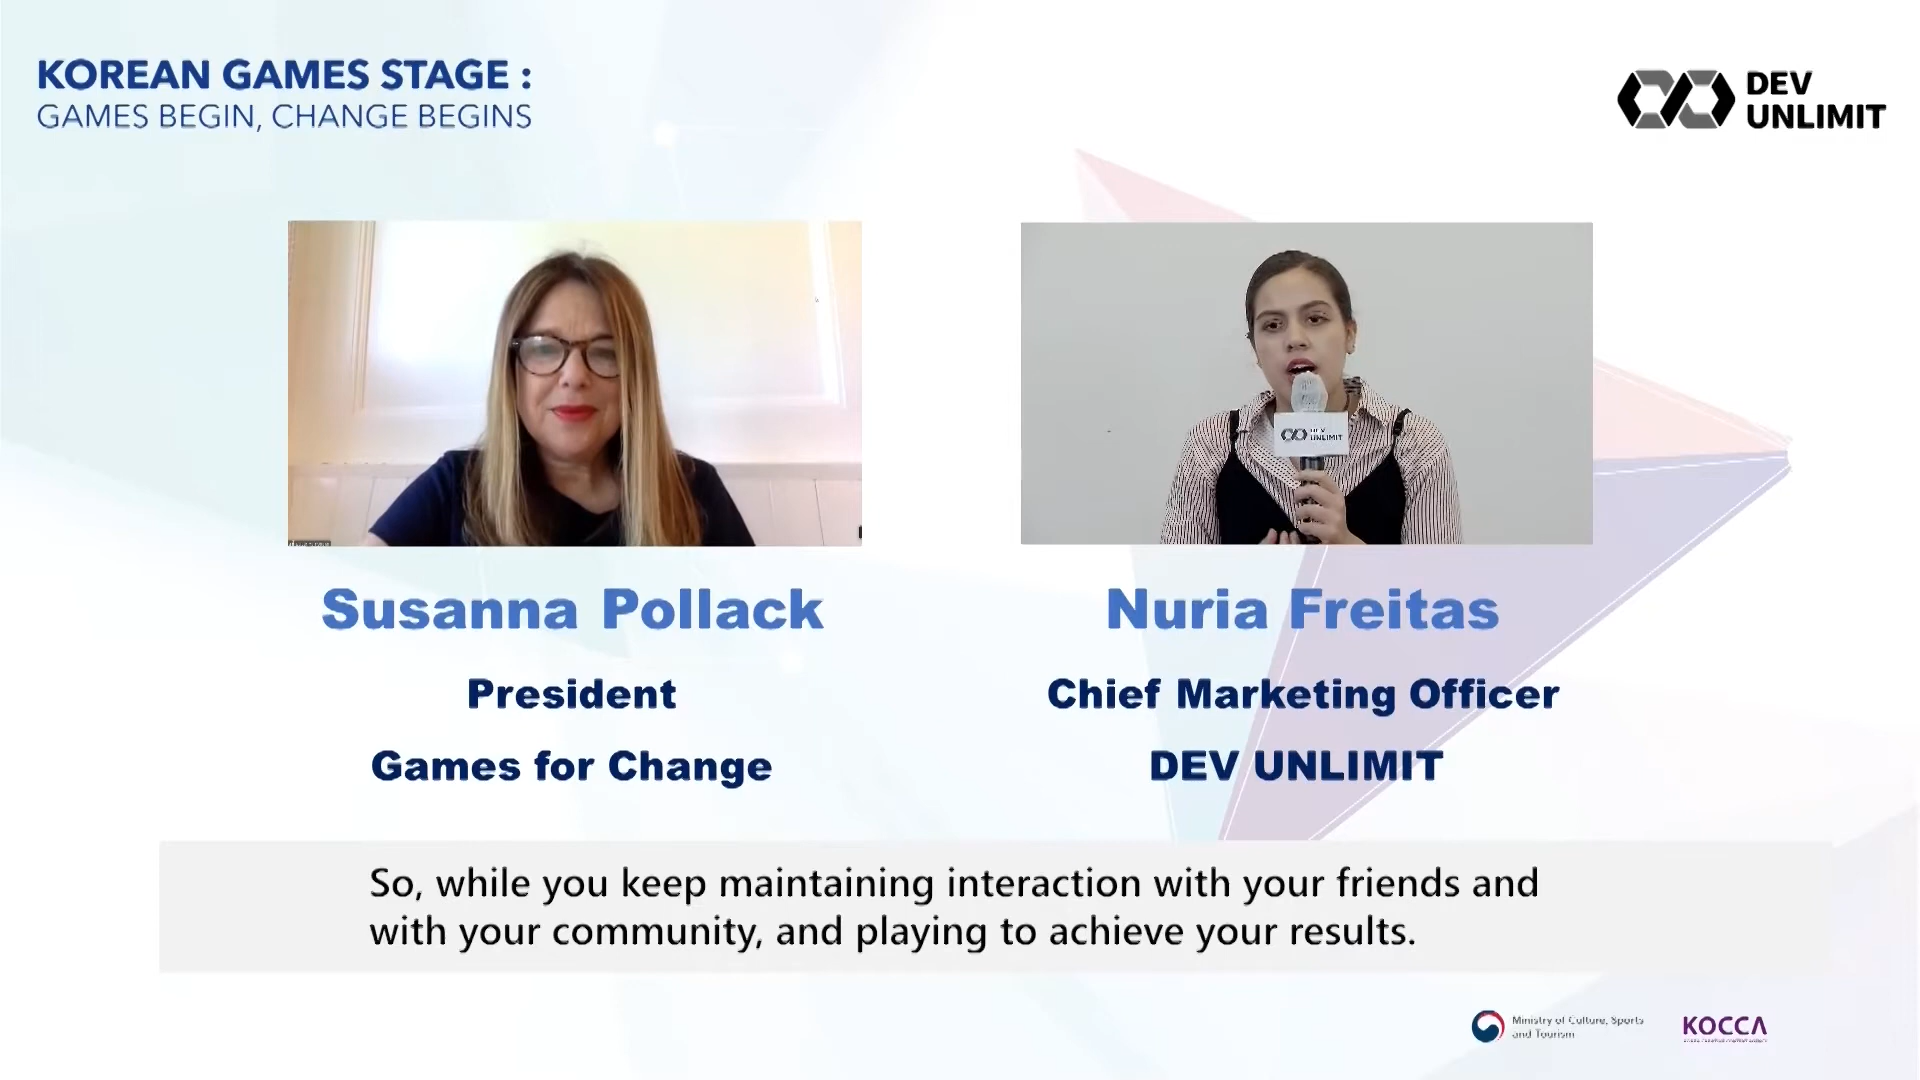 KOREAN GAMES STAGE :
GAMES BEGIN, CHANGE BEGINS
DEV
UNLIMIT
DEV
UNLIMIT
Susanna Pollack
President
Games for Change
Nuria Freitas
Chief Marketing Officer
DEV UNLIMIT
So, while you keep maintaining interaction with your friends and
with your community, and playing to achieve your results.
Ministry of Culture, Sports
and Tourism
KOCCA